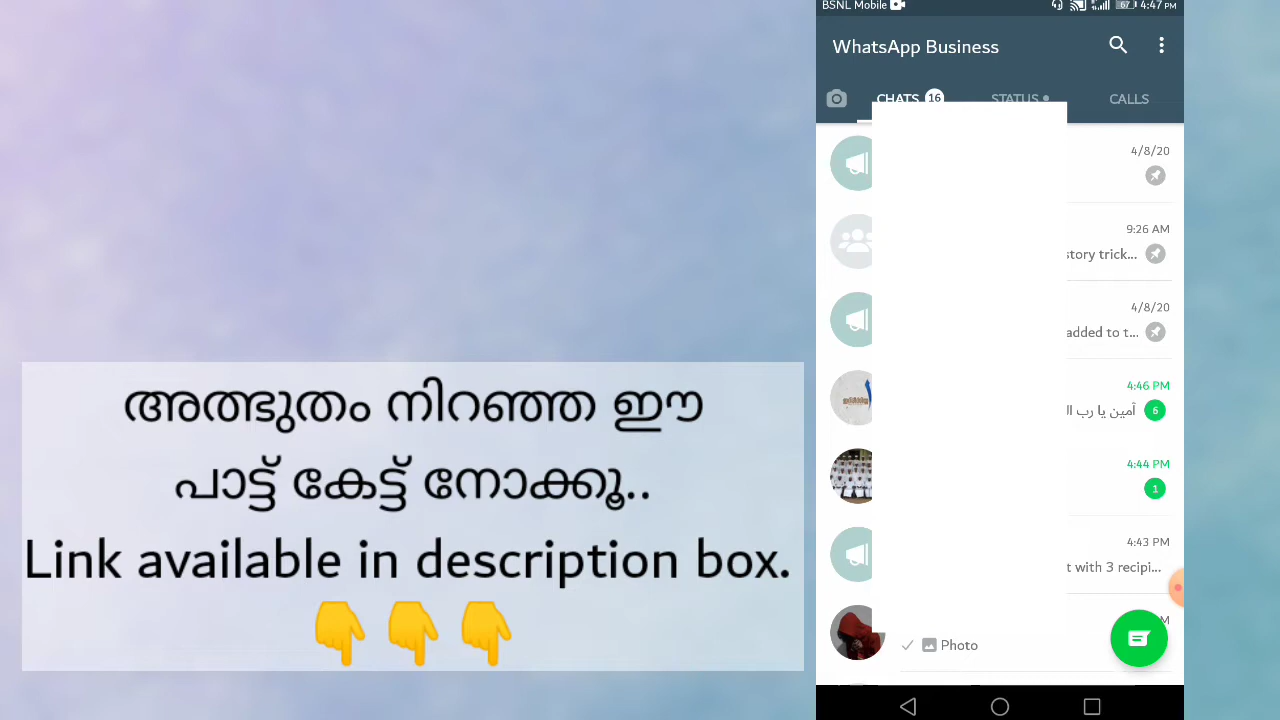 അത്ഭുതം നിറഞ്ഞ ഈ
പാട്ട് കേട്ട് നോക്കൂ..
Link available in description box.
👇👇👇
BSNL Mobile 67 4:47 PM
WhatsApp Business
CHATS 16 STATUS CALLS
4/8/20
9:26 AM
story trick...
4/8/20
added to t...
4:46 PM
آمين يا رب ال 6
4:44 PM
1
4:43 PM
t with 3 recipi...
M
Photo